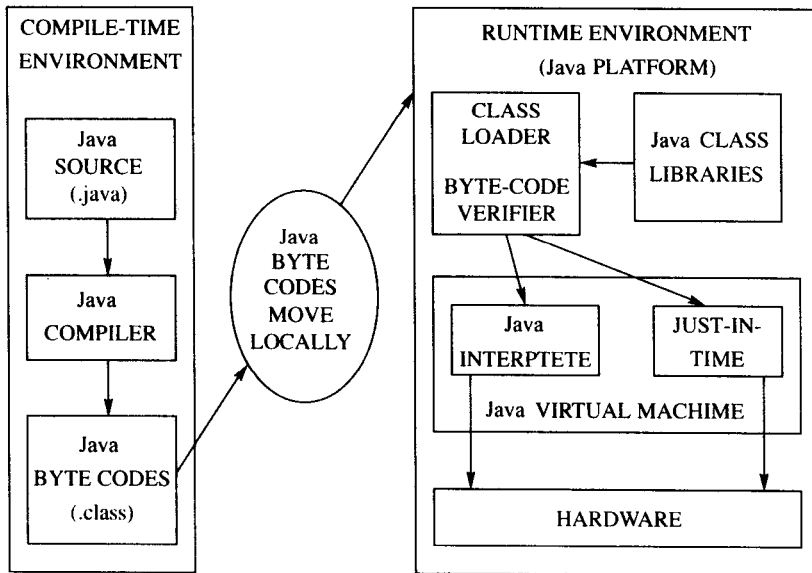 COMPILE-TIME
ENVIRONMENT
Java
SOURCE
(.java)
Java
COMPILER
Java
BYTE CODES
(.class)
Java
BYTE
CODES
MOVE
LOCALLY
RUNTIME ENVIRONMENT
(Java PLATFORM)
CLASS
LOADER
BYTE-CODE
VERIFIER
Java CLASS
LIBRARIES
Java
INTERPTETE
JUST-IN-
TIME
Java VIRTUAL MACHIME
HARDWARE